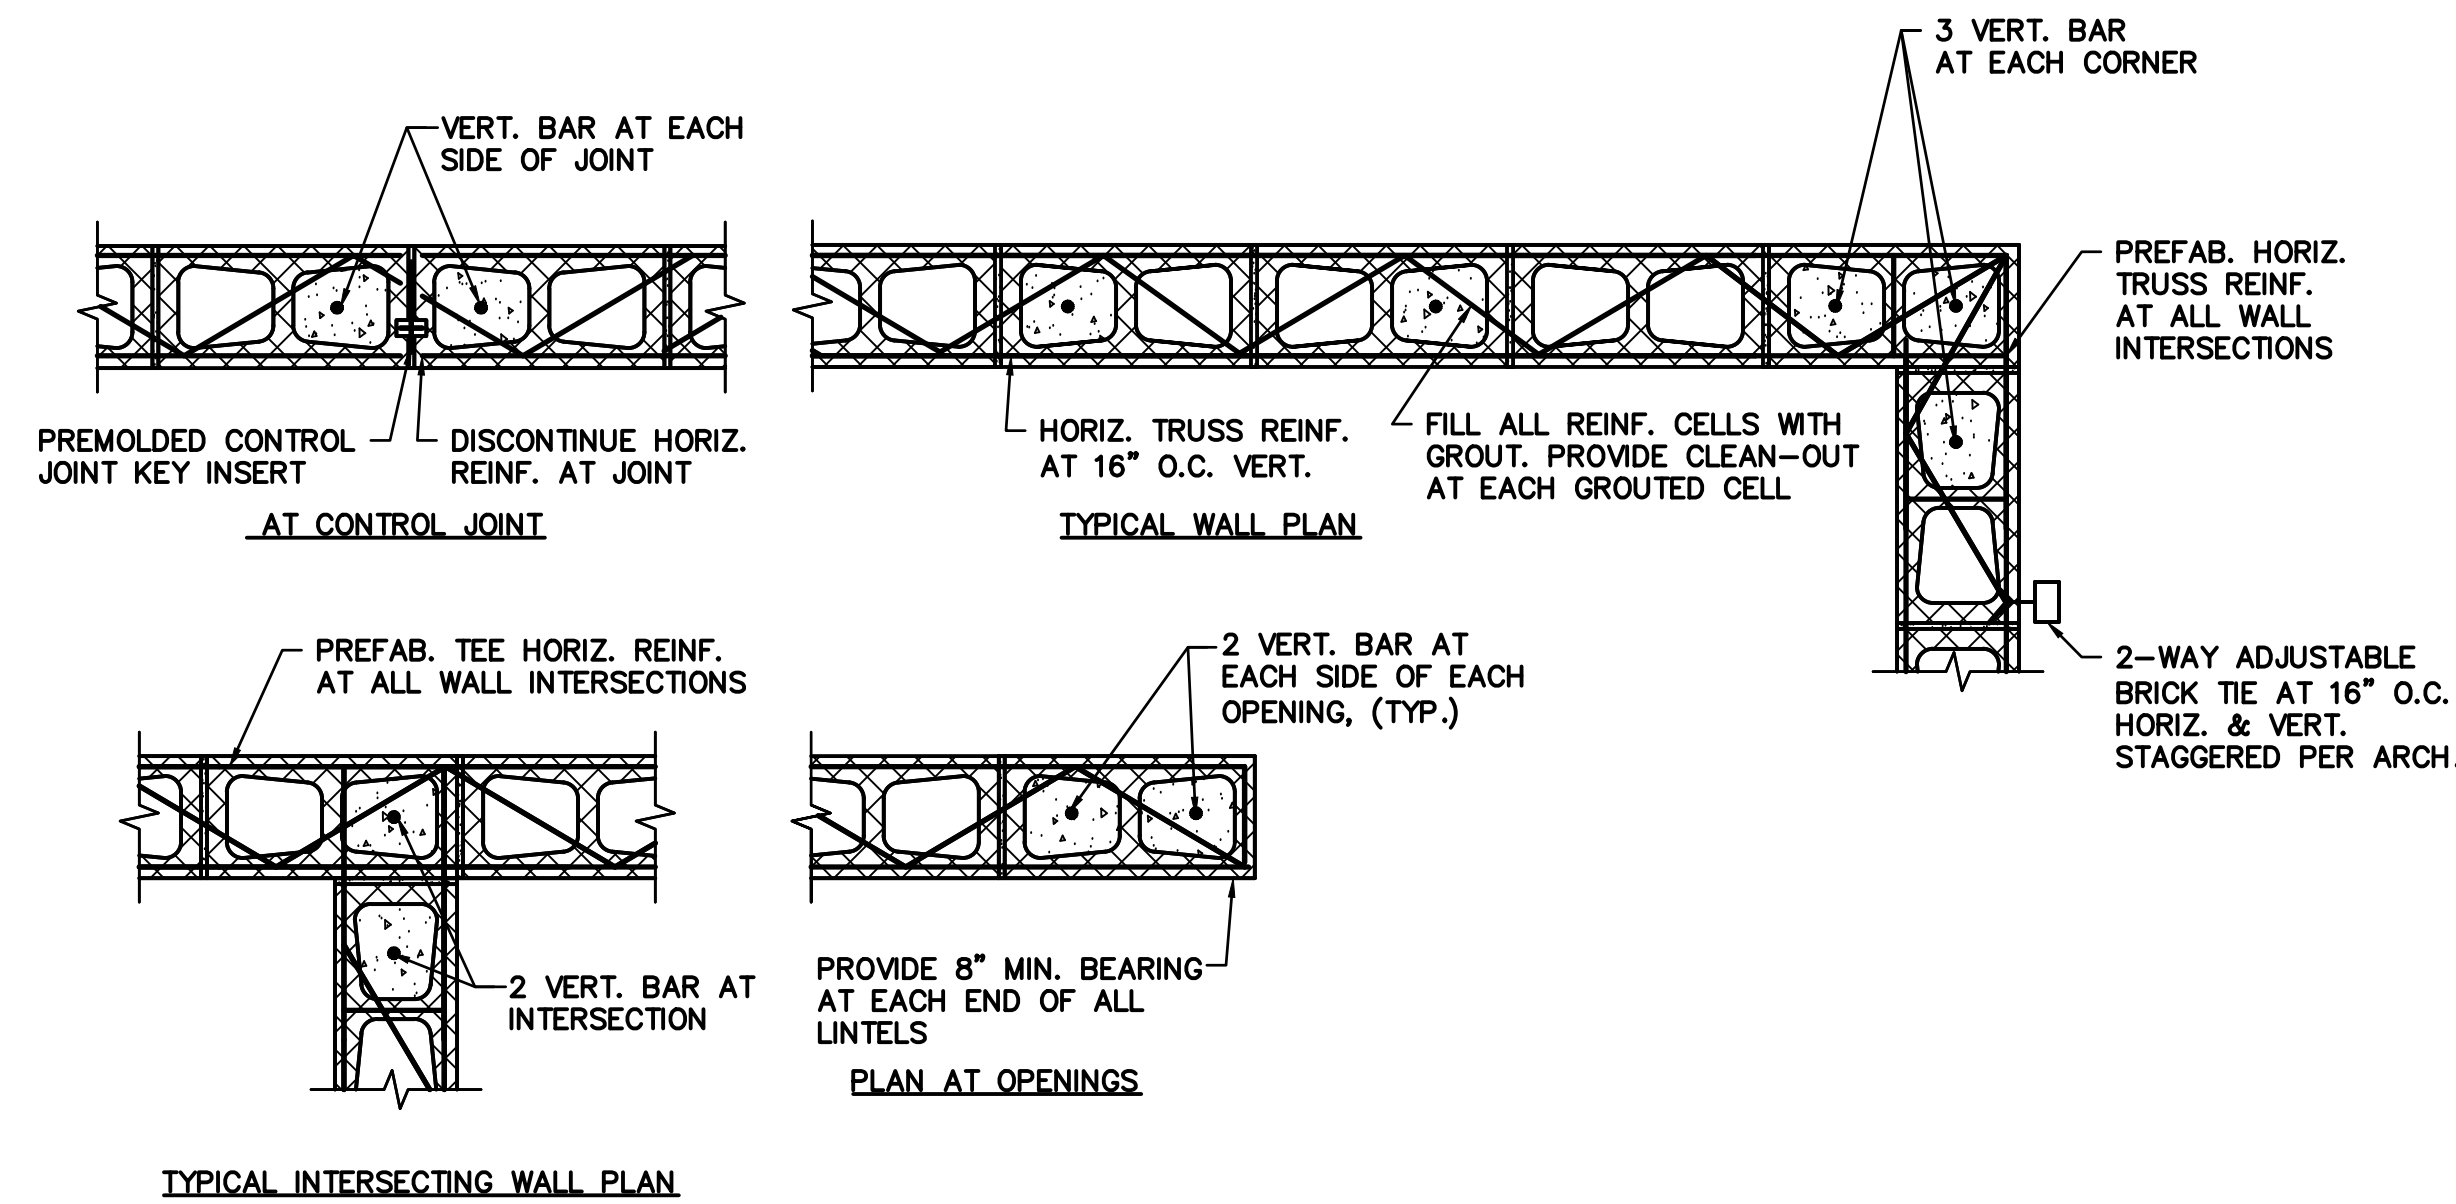 3 VERT. BAR
AT EACH CORNER
VERT. BAR AT EACH
SIDE OF JOINT
PREFAB. HORIZ.
TRUSS REINF.
AT ALL WALL
INTERSECTIONS
PREMOLDED CONTROL
JOINT KEY INSERT
DISCONTINUE HORIZ.
REINF. AT JOINT
AT CONTROL JOINT
HORIZ. TRUSS REINF.
AT 16" O.C. VERT.
FILL ALL REINF. CELLS WITH
GROUT. PROVIDE CLEAN-OUT
AT EACH GROUTED CELL
TYPICAL WALL PLAN
2-WAY ADJUSTABLE
BRICK TIE AT 16" O.C.
HORIZ. & VERT.
STAGGERED PER ARCH.
PREFAB. TEE HORIZ. REINF.
AT ALL WALL INTERSECTIONS
2 VERT. BAR AT
INTERSECTION
TYPICAL INTERSECTING WALL PLAN
2 VERT. BAR AT
EACH SIDE OF EACH
OPENING, (TYP.)
PROVIDE 8" MIN. BEARING
AT EACH END OF ALL
LINTELS
PLAN AT OPENINGS